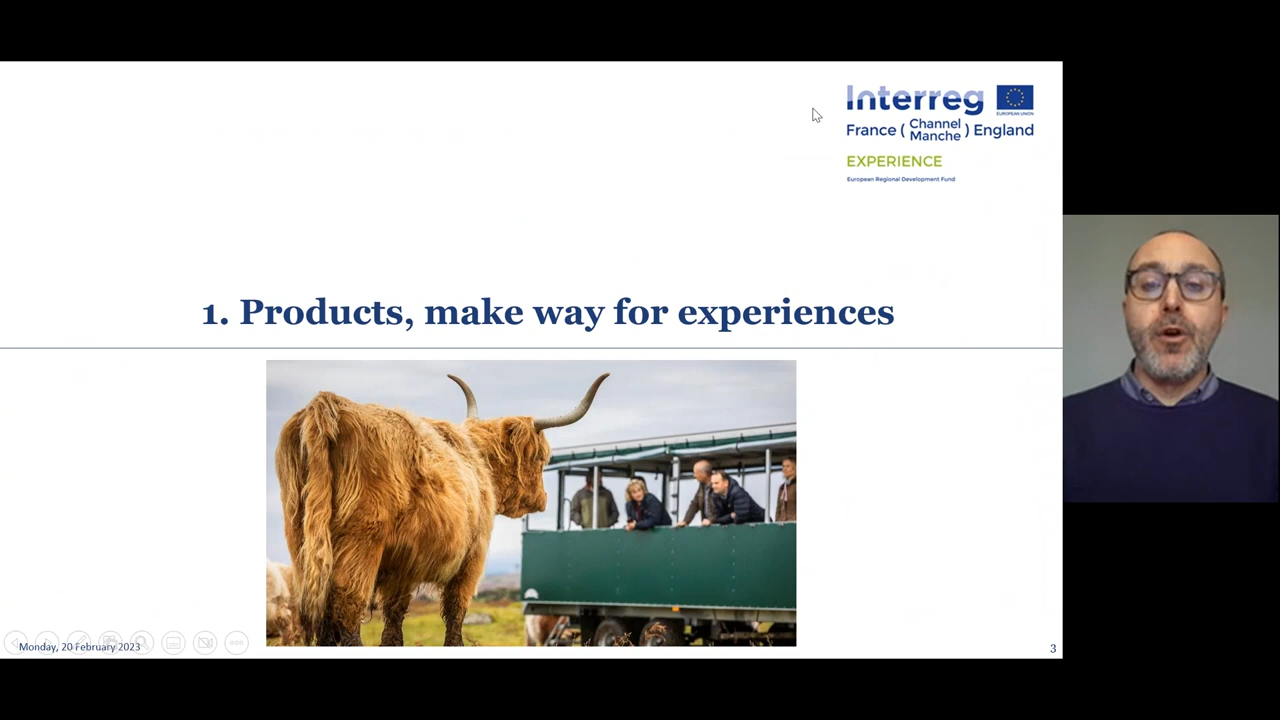 Interreg
EUROPEAN UNION
France ( Channel Manche ) England
EXPERIENCE
European Regional Development Fund
1. Products, make way for experiences
Monday, 20 February 2023
3